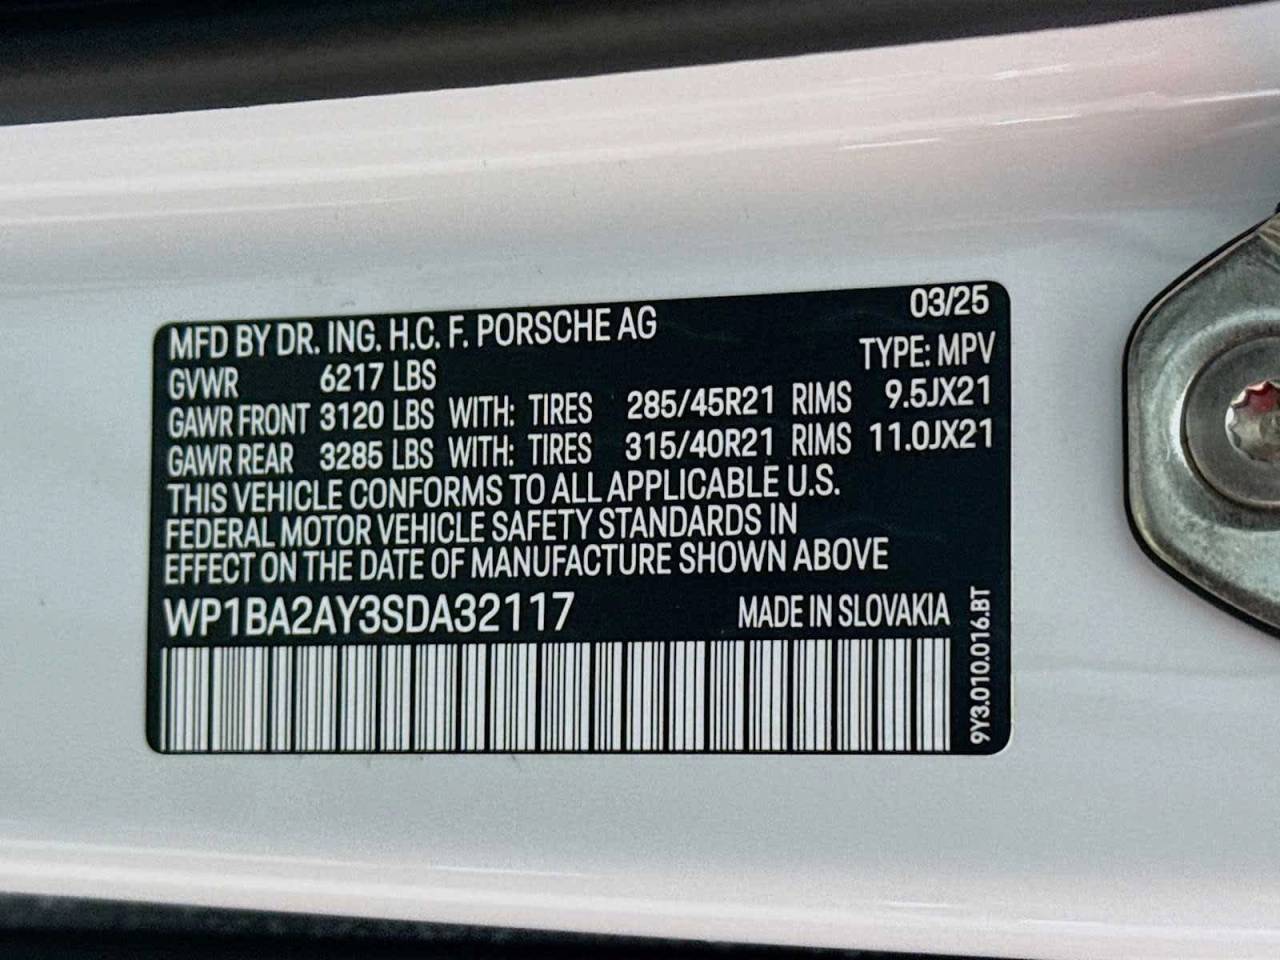 03/25
MFD BY DR. ING. H.C. F. PORSCHE AG TYPE: MPV
GVWR 6217 LBS
GAWR FRONT 3120 LBS WITH: TIRES 285/45R21 RIMS 9.5JX21
GAWR REAR 3285 LBS WITH: TIRES 315/40R21 RIMS 11.0JX21
THIS VEHICLE CONFORMS TO ALL APPLICABLE U.S.
FEDERAL MOTOR VEHICLE SAFETY STANDARDS IN
EFFECT ON THE DATE OF MANUFACTURE SHOWN ABOVE
WP1BA2AY3SDA32117 MADE IN SLOVAKIA
9Y3.010.016.BT